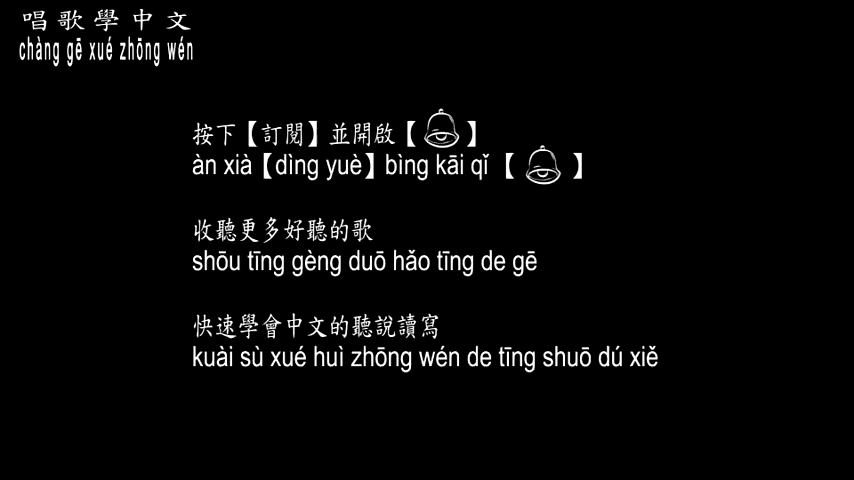 唱歌學中文
chàng gē xué zhōng wén
按下【訂閱】並開啟【】
àn xià【dìng yuè】bìng kāi qǐ 【】
收聽更多好聽的歌
shōu tīng gèng duō hǎo tīng de gē
快速學會中文的聽說讀寫
kuài sù xué huì zhōng wén de tīng shuō dú xiě